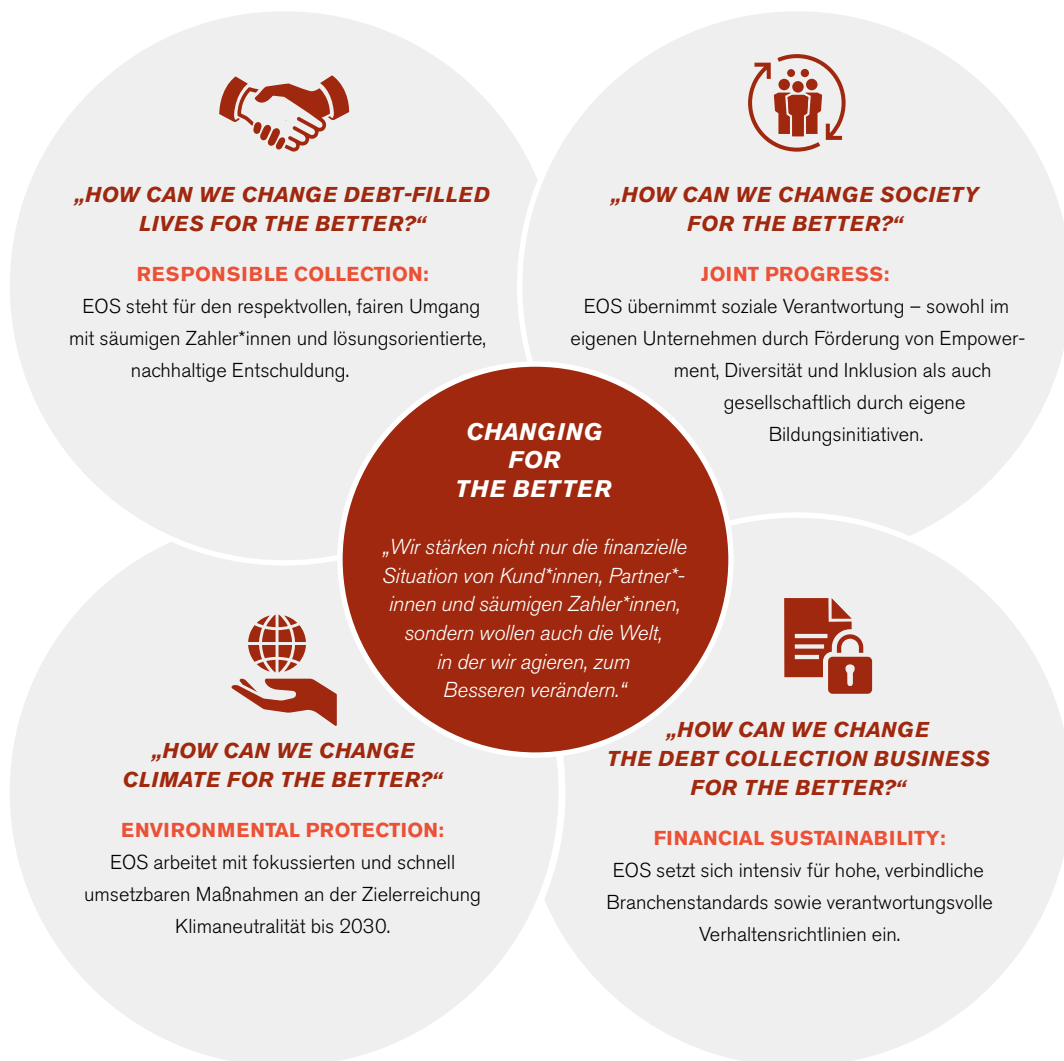 „HOW CAN WE CHANGE DEBT-FILLED
LIVES FOR THE BETTER?“
RESPONSIBLE COLLECTION:
EOS steht für den respektvollen, fairen Umgang
mit säumigen Zahler*innen und lösungsorientierte,
nachhaltige Entschuldung.
„HOW CAN WE CHANGE SOCIETY
FOR THE BETTER?“
JOINT PROGRESS:
EOS übernimmt soziale Verantwortung – sowohl im
eigenen Unternehmen durch Förderung von Empower-
ment, Diversität und Inklusion als auch
gesellschaftlich durch eigene
Bildungsinitiativen.
CHANGING
FOR
THE BETTER
„Wir stärken nicht nur die finanzielle
Situation von Kund*innen, Partner*-
innen und säumigen Zahler*innen,
sondern wollen auch die Welt,
in der wir agieren, zum
Besseren verändern.“
„HOW CAN WE CHANGE
CLIMATE FOR THE BETTER?“
ENVIRONMENTAL PROTECTION:
EOS arbeitet mit fokussierten und schnell
umsetzbaren Maßnahmen an der Zielerreichung
Klimaneutralität bis 2030.
„HOW CAN WE CHANGE
THE DEBT COLLECTION BUSINESS
FOR THE BETTER?“
FINANCIAL SUSTAINABILITY:
EOS setzt sich intensiv für hohe, verbindliche
Branchenstandards sowie verantwortungsvolle
Verhaltensrichtlinien ein.